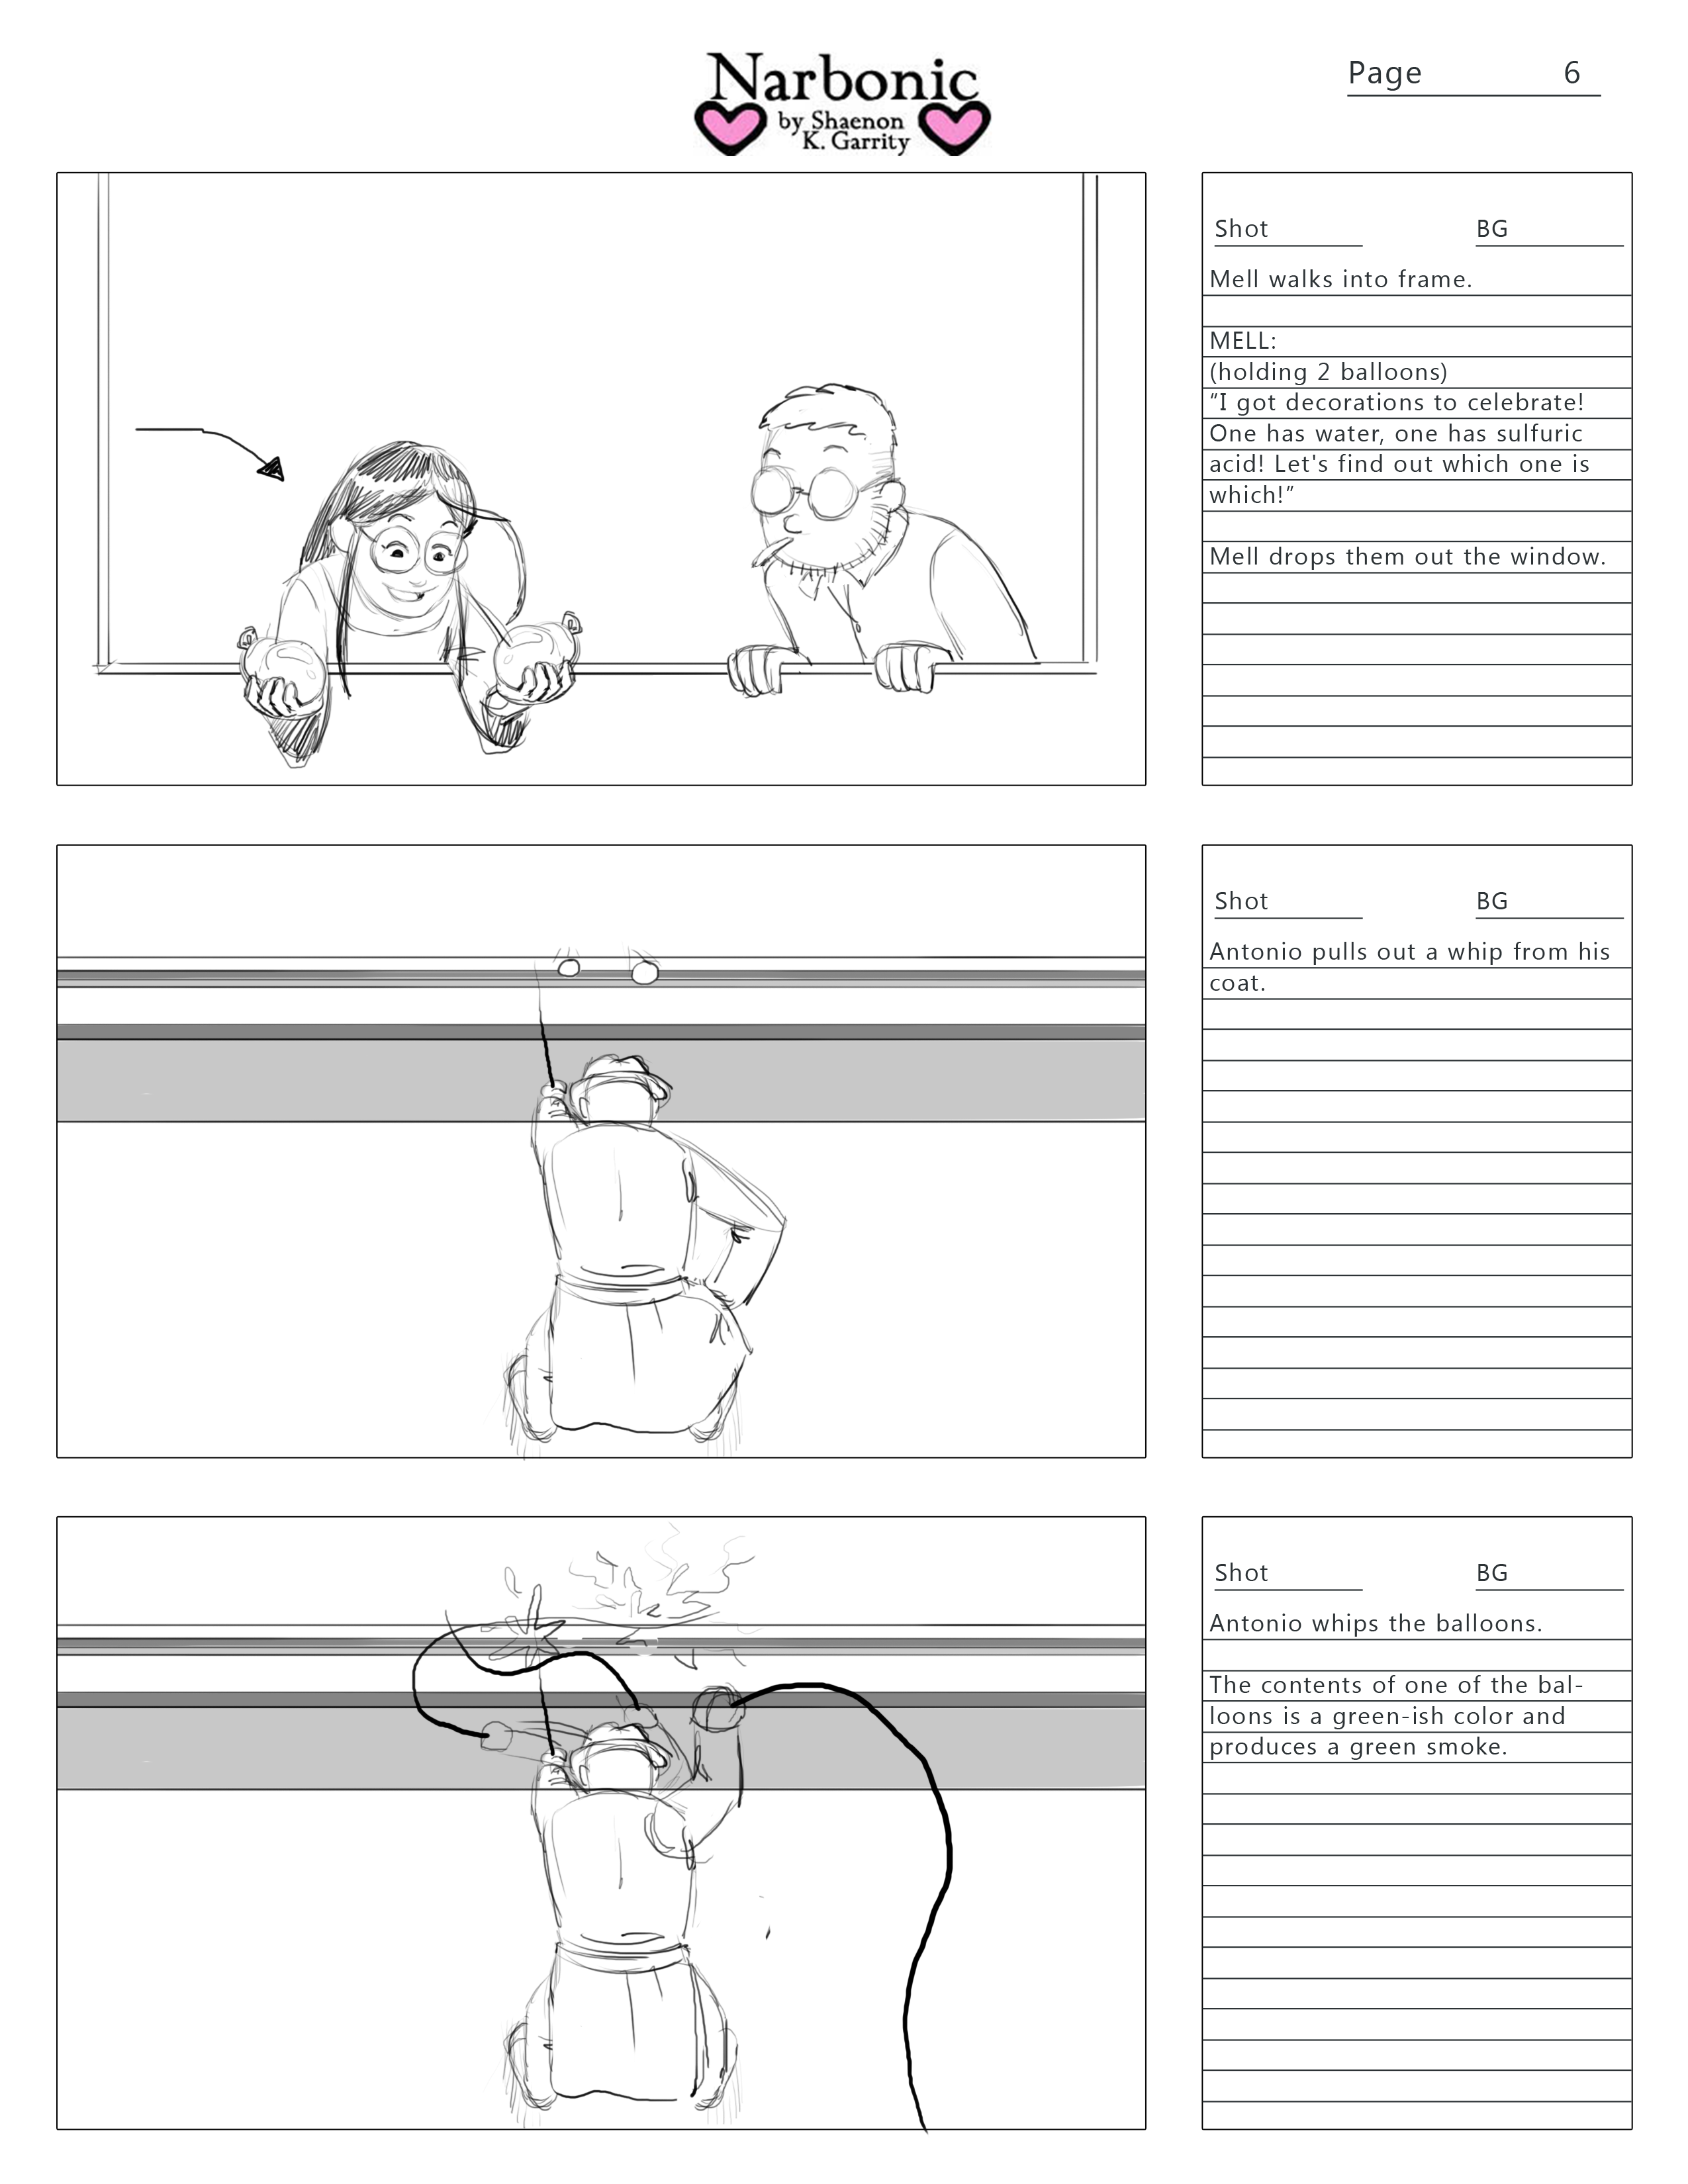 Narbonic
by Shaenon
K. Garrity
Page 6
Shot BG
Mell walks into frame.
MELL:
(holding 2 balloons)
“I got decorations to celebrate!
One has water, one has sulfuric
acid! Let's find out which one is
which!”
Mell drops them out the window.
Shot BG
Antonio pulls out a whip from his
coat.
Shot BG
Antonio whips the balloons.
The contents of one of the bal-
loons is a green-ish color and
produces a green smoke.